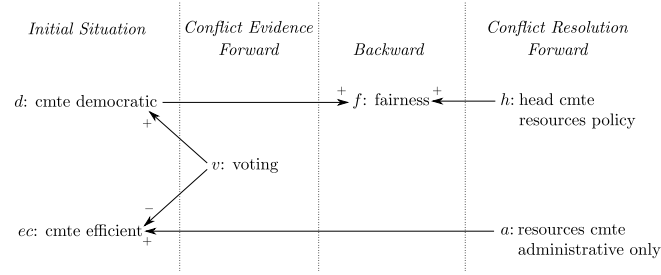 Initial Situation
Conflict Evidence
Forward
Backward
Conflict Resolution
Forward
d: cmte democratic
+
+
f: fairness
+
h: head cmte
resources policy
v: voting
−
ec: cmte efficient
+
a: resources cmte
administrative only